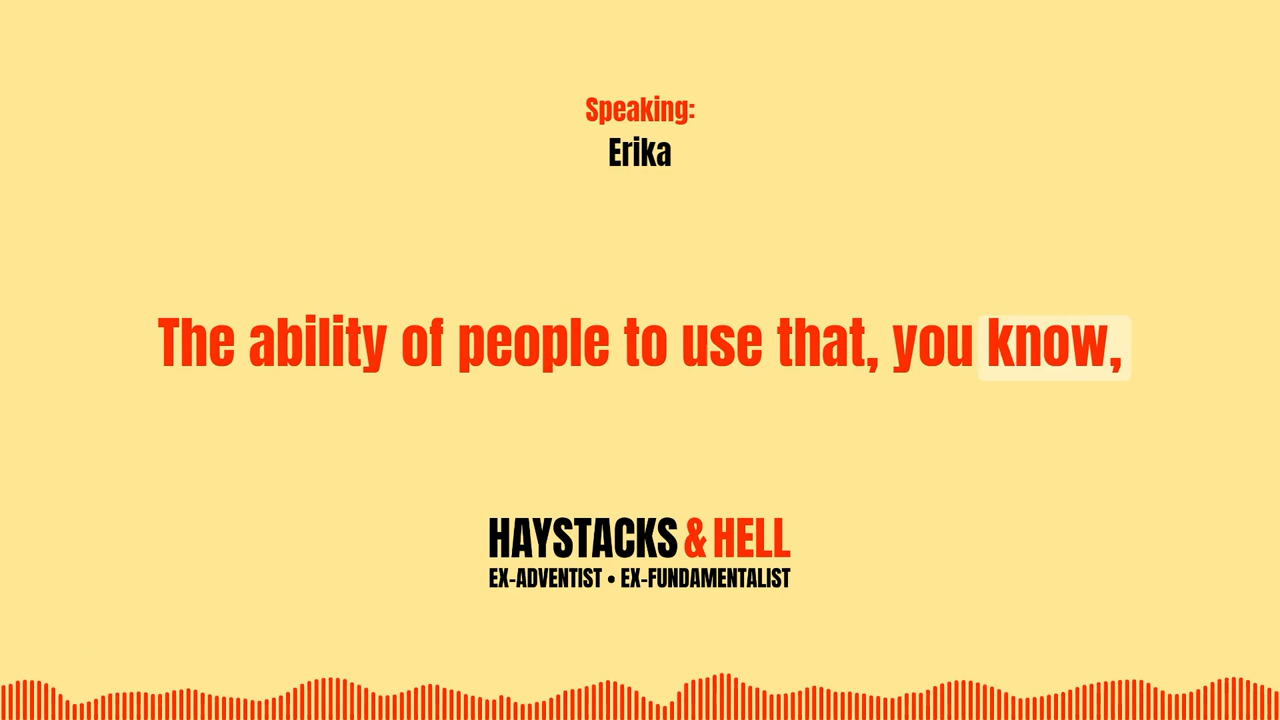 Speaking:
Erika
The ability of people to use that, you know,
HAYSTACKS & HELL
EX-ADVENTIST • EX-FUNDAMENTALIST